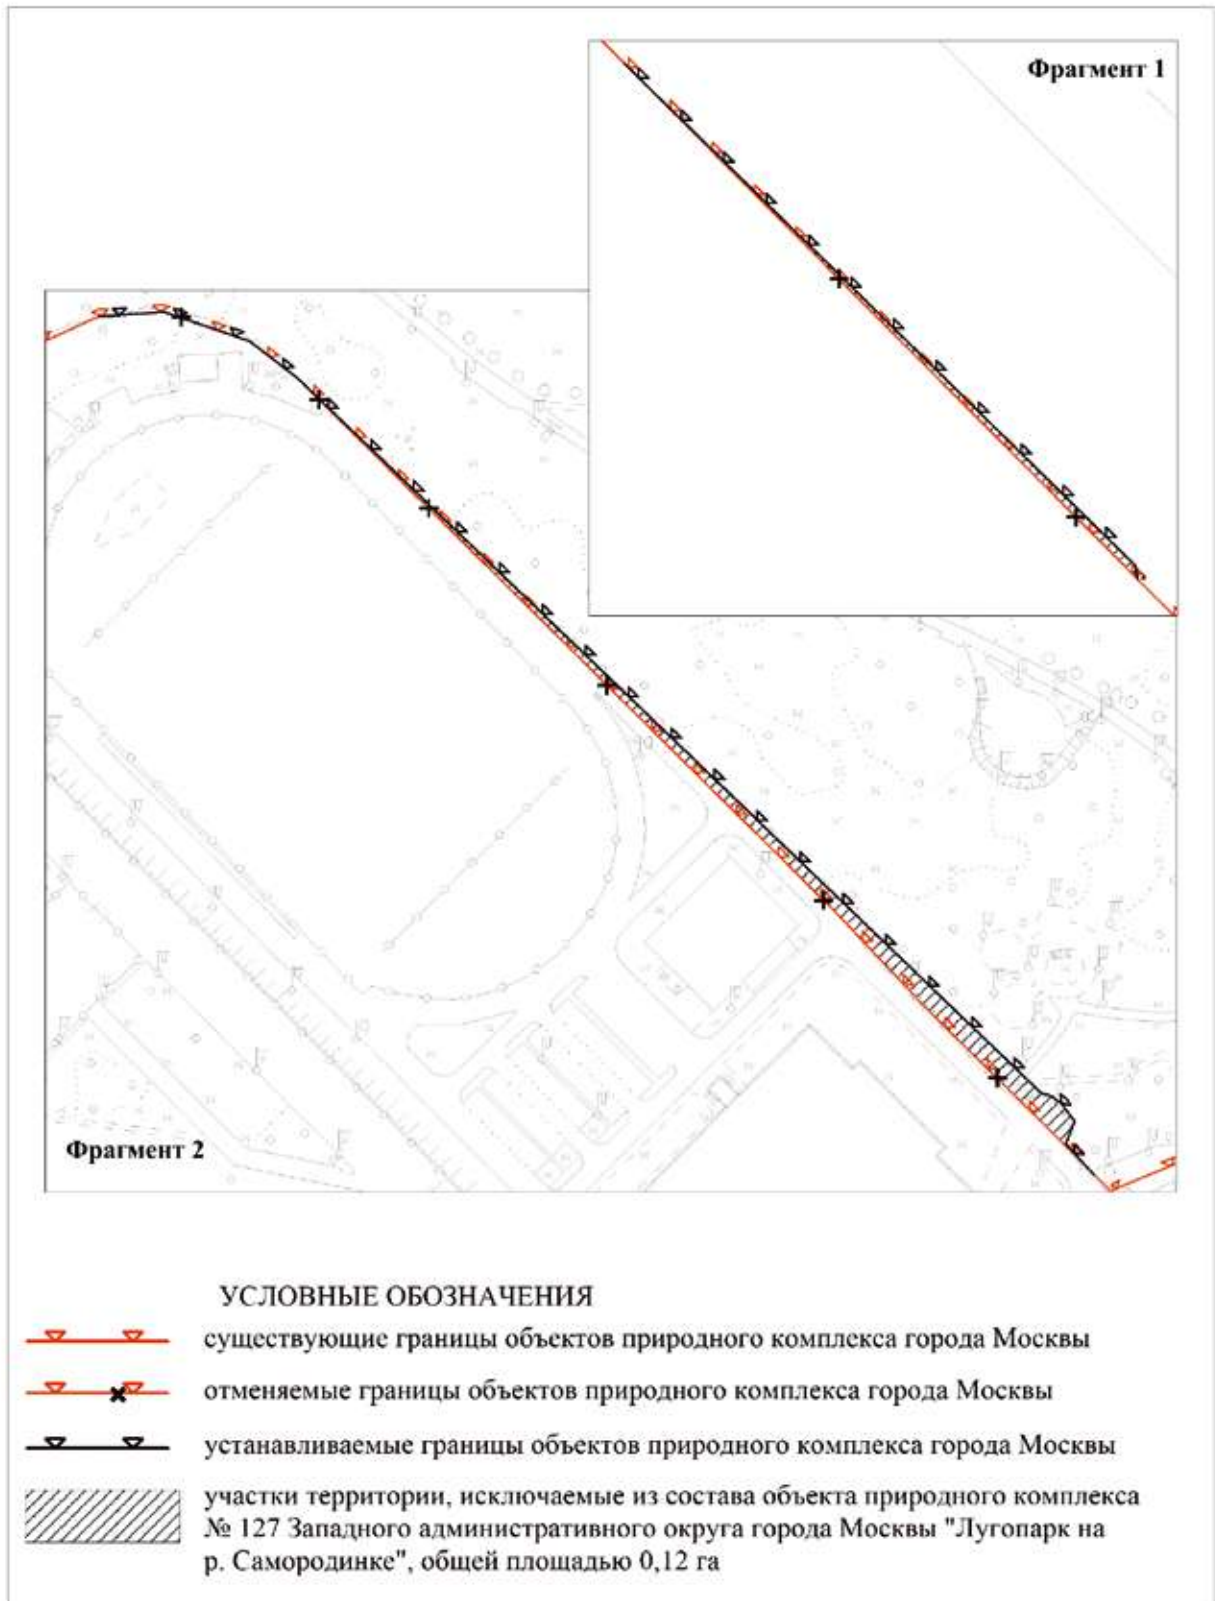 Фрагмент 1
Фрагмент 2
УСЛОВНЫЕ ОБОЗНАЧЕНИЯ
существующие границы объектов природного комплекса города Москвы
отменяемые границы объектов природного комплекса города Москвы
устанавливаемые границы объектов природного комплекса города Москвы
участки территории, исключаемые из состава объекта природного комплекса
№ 127 Западного административного округа города Москвы "Лугопарк на
р. Самородинке", общей площадью 0,12 га